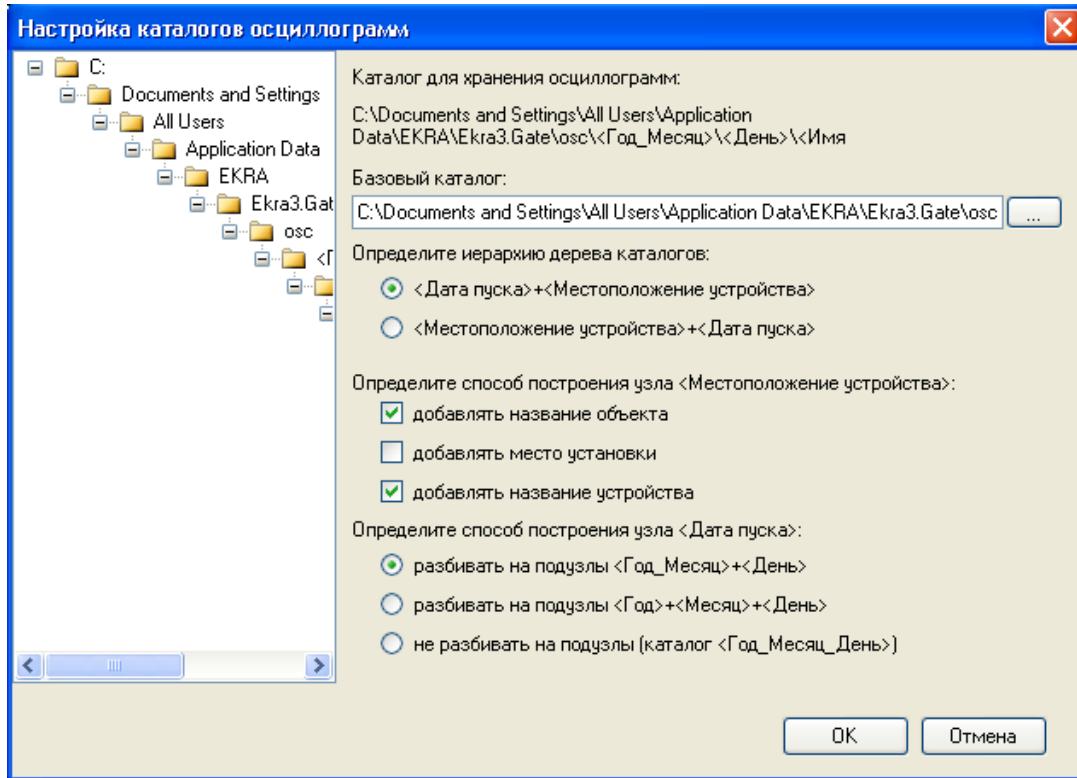 Настройка каталогов осциллограмм
C:
Documents and Settings
All Users
Application Data
EKRA
Ekra3.Gat
osc
<Г
Каталог для хранения осциллограмм:
C:\Documents and Settings\All Users\Application
Data\EKRA\Ekra3.Gate\osc\<Год_Месяц>\<День>\<Имя
Базовый каталог:
C:\Documents and Settings\All Users\Application Data\EKRA\Ekra3.Gate\osc
...
Определите иерархию дерева каталогов:
<Дата пуска>+<Местоположение устройства>
<Местоположение устройства>+<Дата пуска>
Определите способ построения узла <Местоположение устройства>:
добавлять название объекта
добавлять место установки
добавлять название устройства
Определите способ построения узла <Дата пуска>:
разбивать на подузлы <Год_Месяц>+<День>
разбивать на подузлы <Год>+<Месяц>+<День>
не разбивать на подузлы (каталог <Год_Месяц_День>)
OK
Отмена